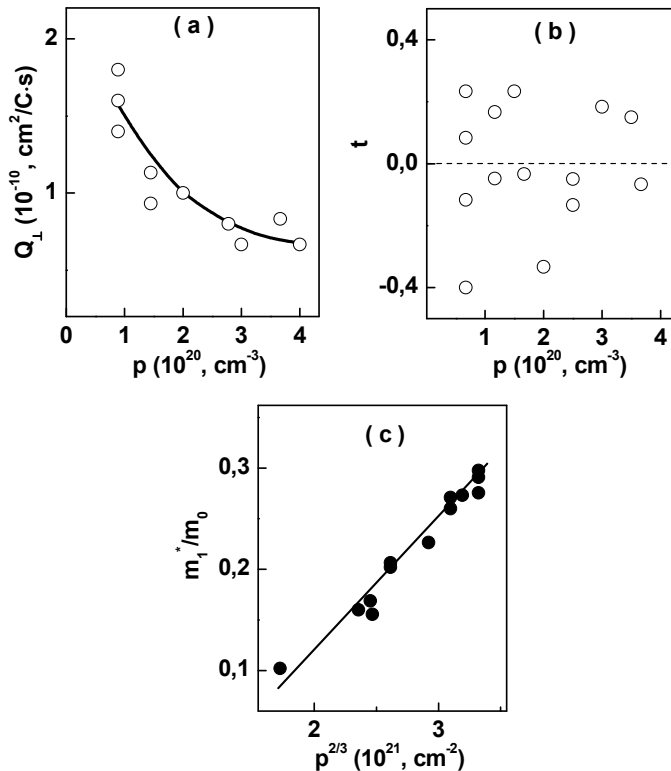 ( a )
2
1
Q⊥ (10⁻¹⁰, cm²/C·s)
0 1 2 3 4
p (10²⁰, cm⁻³)
( b )
0,4
0,0
-0,4
t
1 2 3 4
p (10²⁰, cm⁻³)
( c )
0,3
0,2
0,1
m₁*/m₀
2 3
p²ᐟ³ (10²¹, cm⁻²)